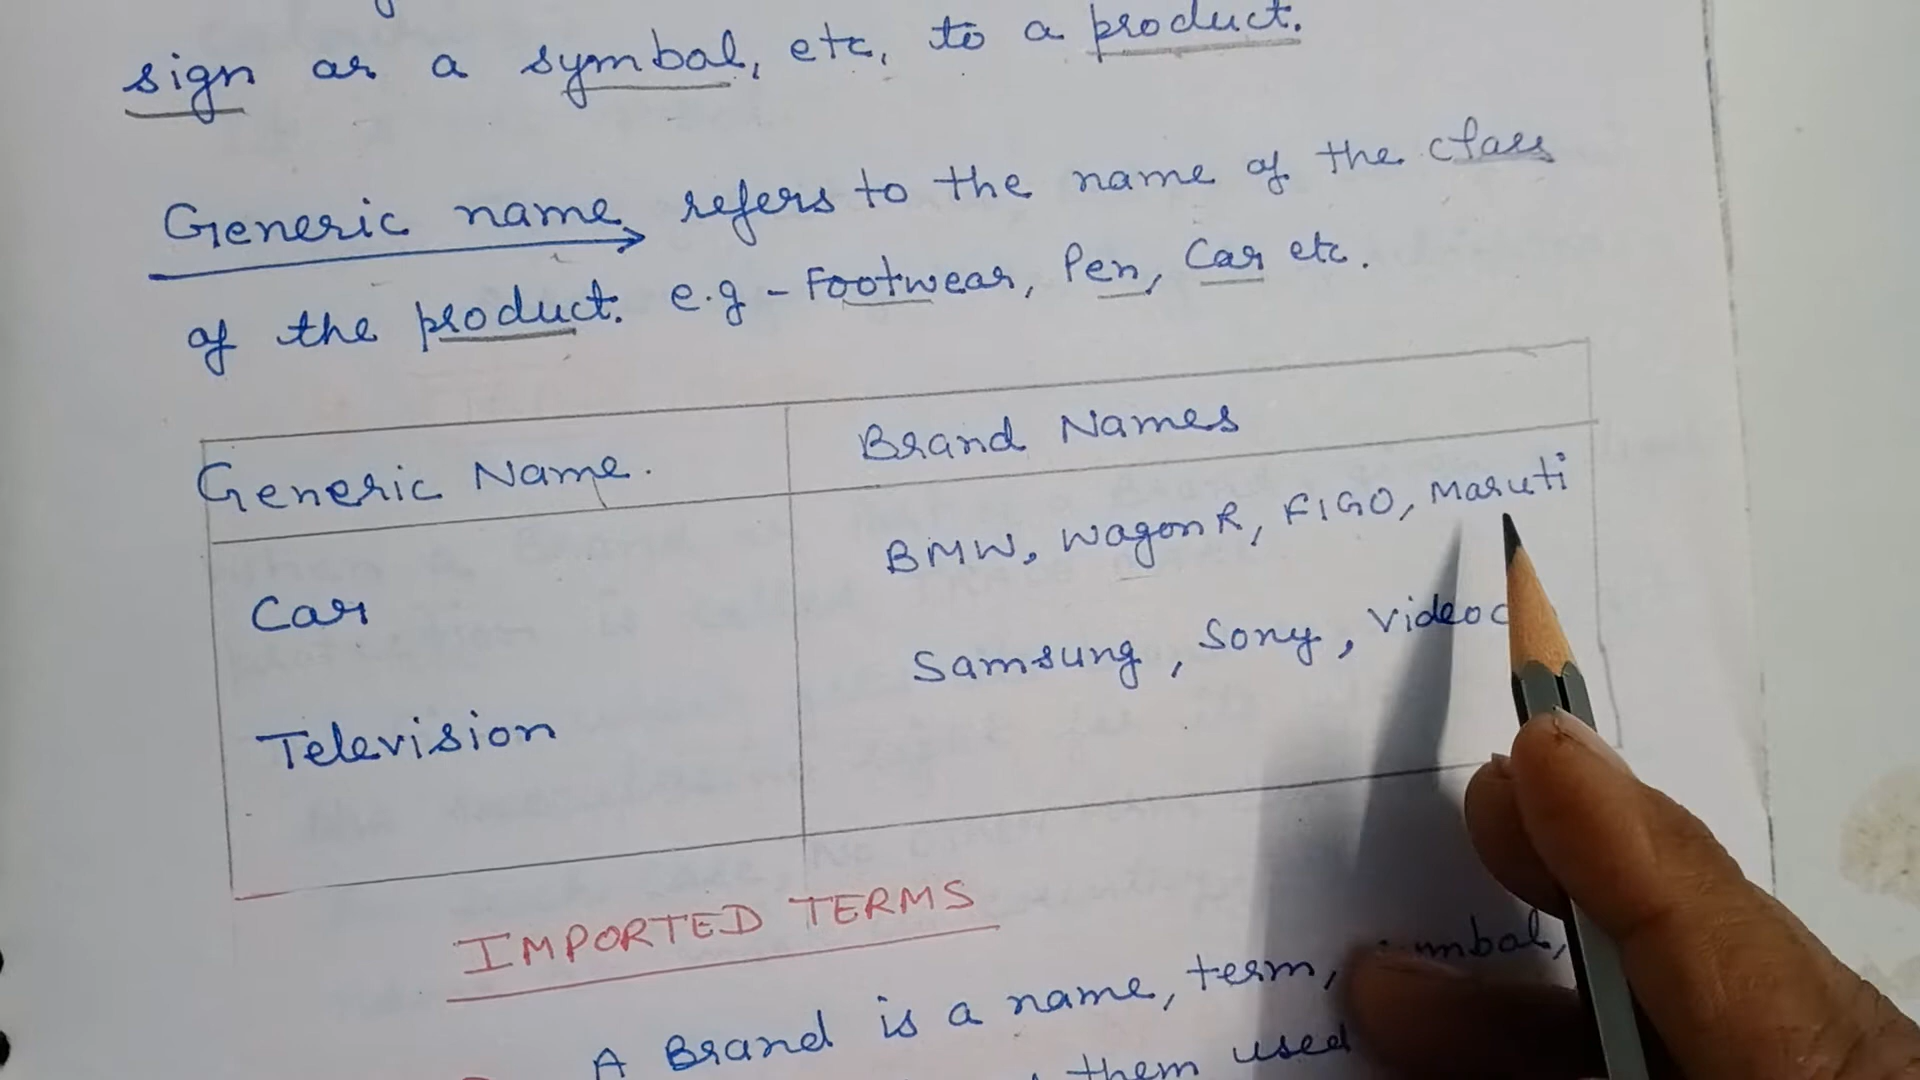 sign or a symbol, etc, to a product.
Generic name refers to the name of the class
of the product. e.g - Footwear, Pen, Car etc.
Generic Name. Brand Names
Car BMW, WagonR, FIGO, Maruti
Television Samsung, Sony, Videoc
IMPORTED TERMS
A Brand is a name, term,
them used